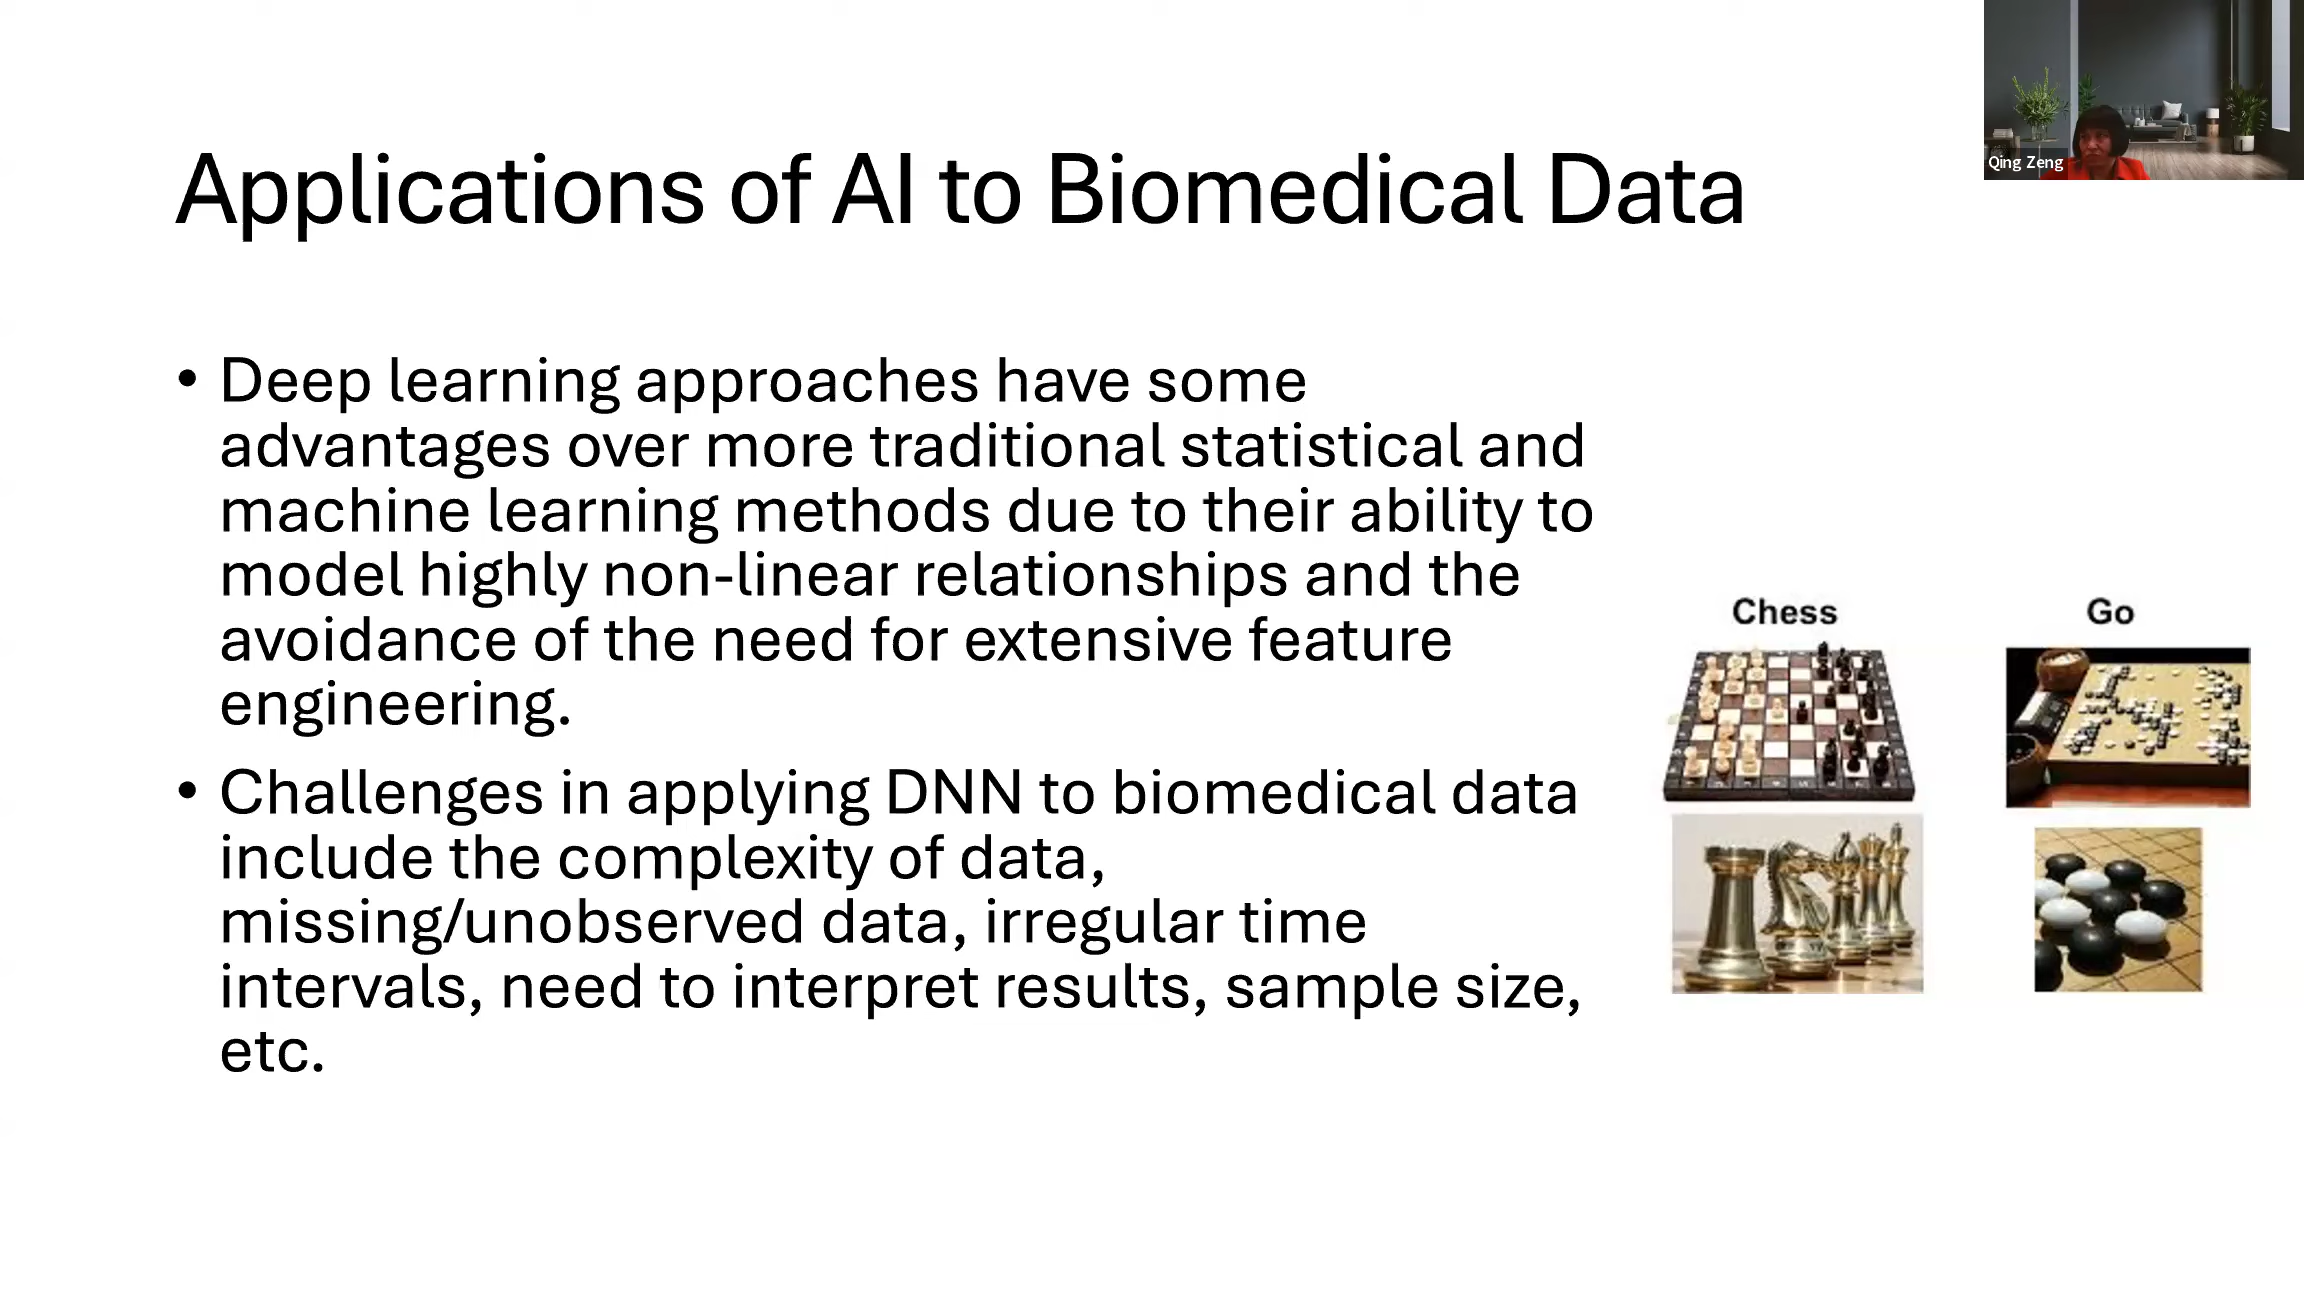 Qing Zeng
Applications of AI to Biomedical Data
• Deep learning approaches have some
advantages over more traditional statistical and
machine learning methods due to their ability to
model highly non-linear relationships and the
avoidance of the need for extensive feature
engineering.
• Challenges in applying DNN to biomedical data
include the complexity of data,
missing/unobserved data, irregular time
intervals, need to interpret results, sample size,
etc.
Chess
Go